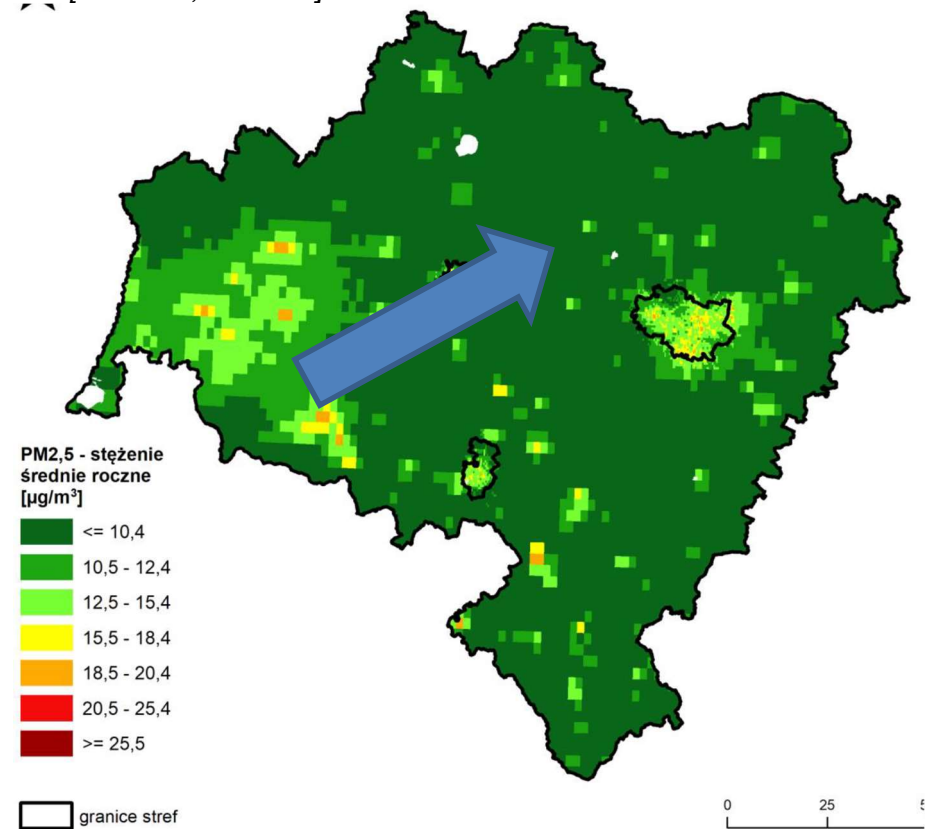 PM2,5 - stężenie
średnie roczne
[µg/m³]
<= 10,4
10,5 - 12,4
12,5 - 15,4
15,5 - 18,4
18,5 - 20,4
20,5 - 25,4
>= 25,5
granice stref
0 25